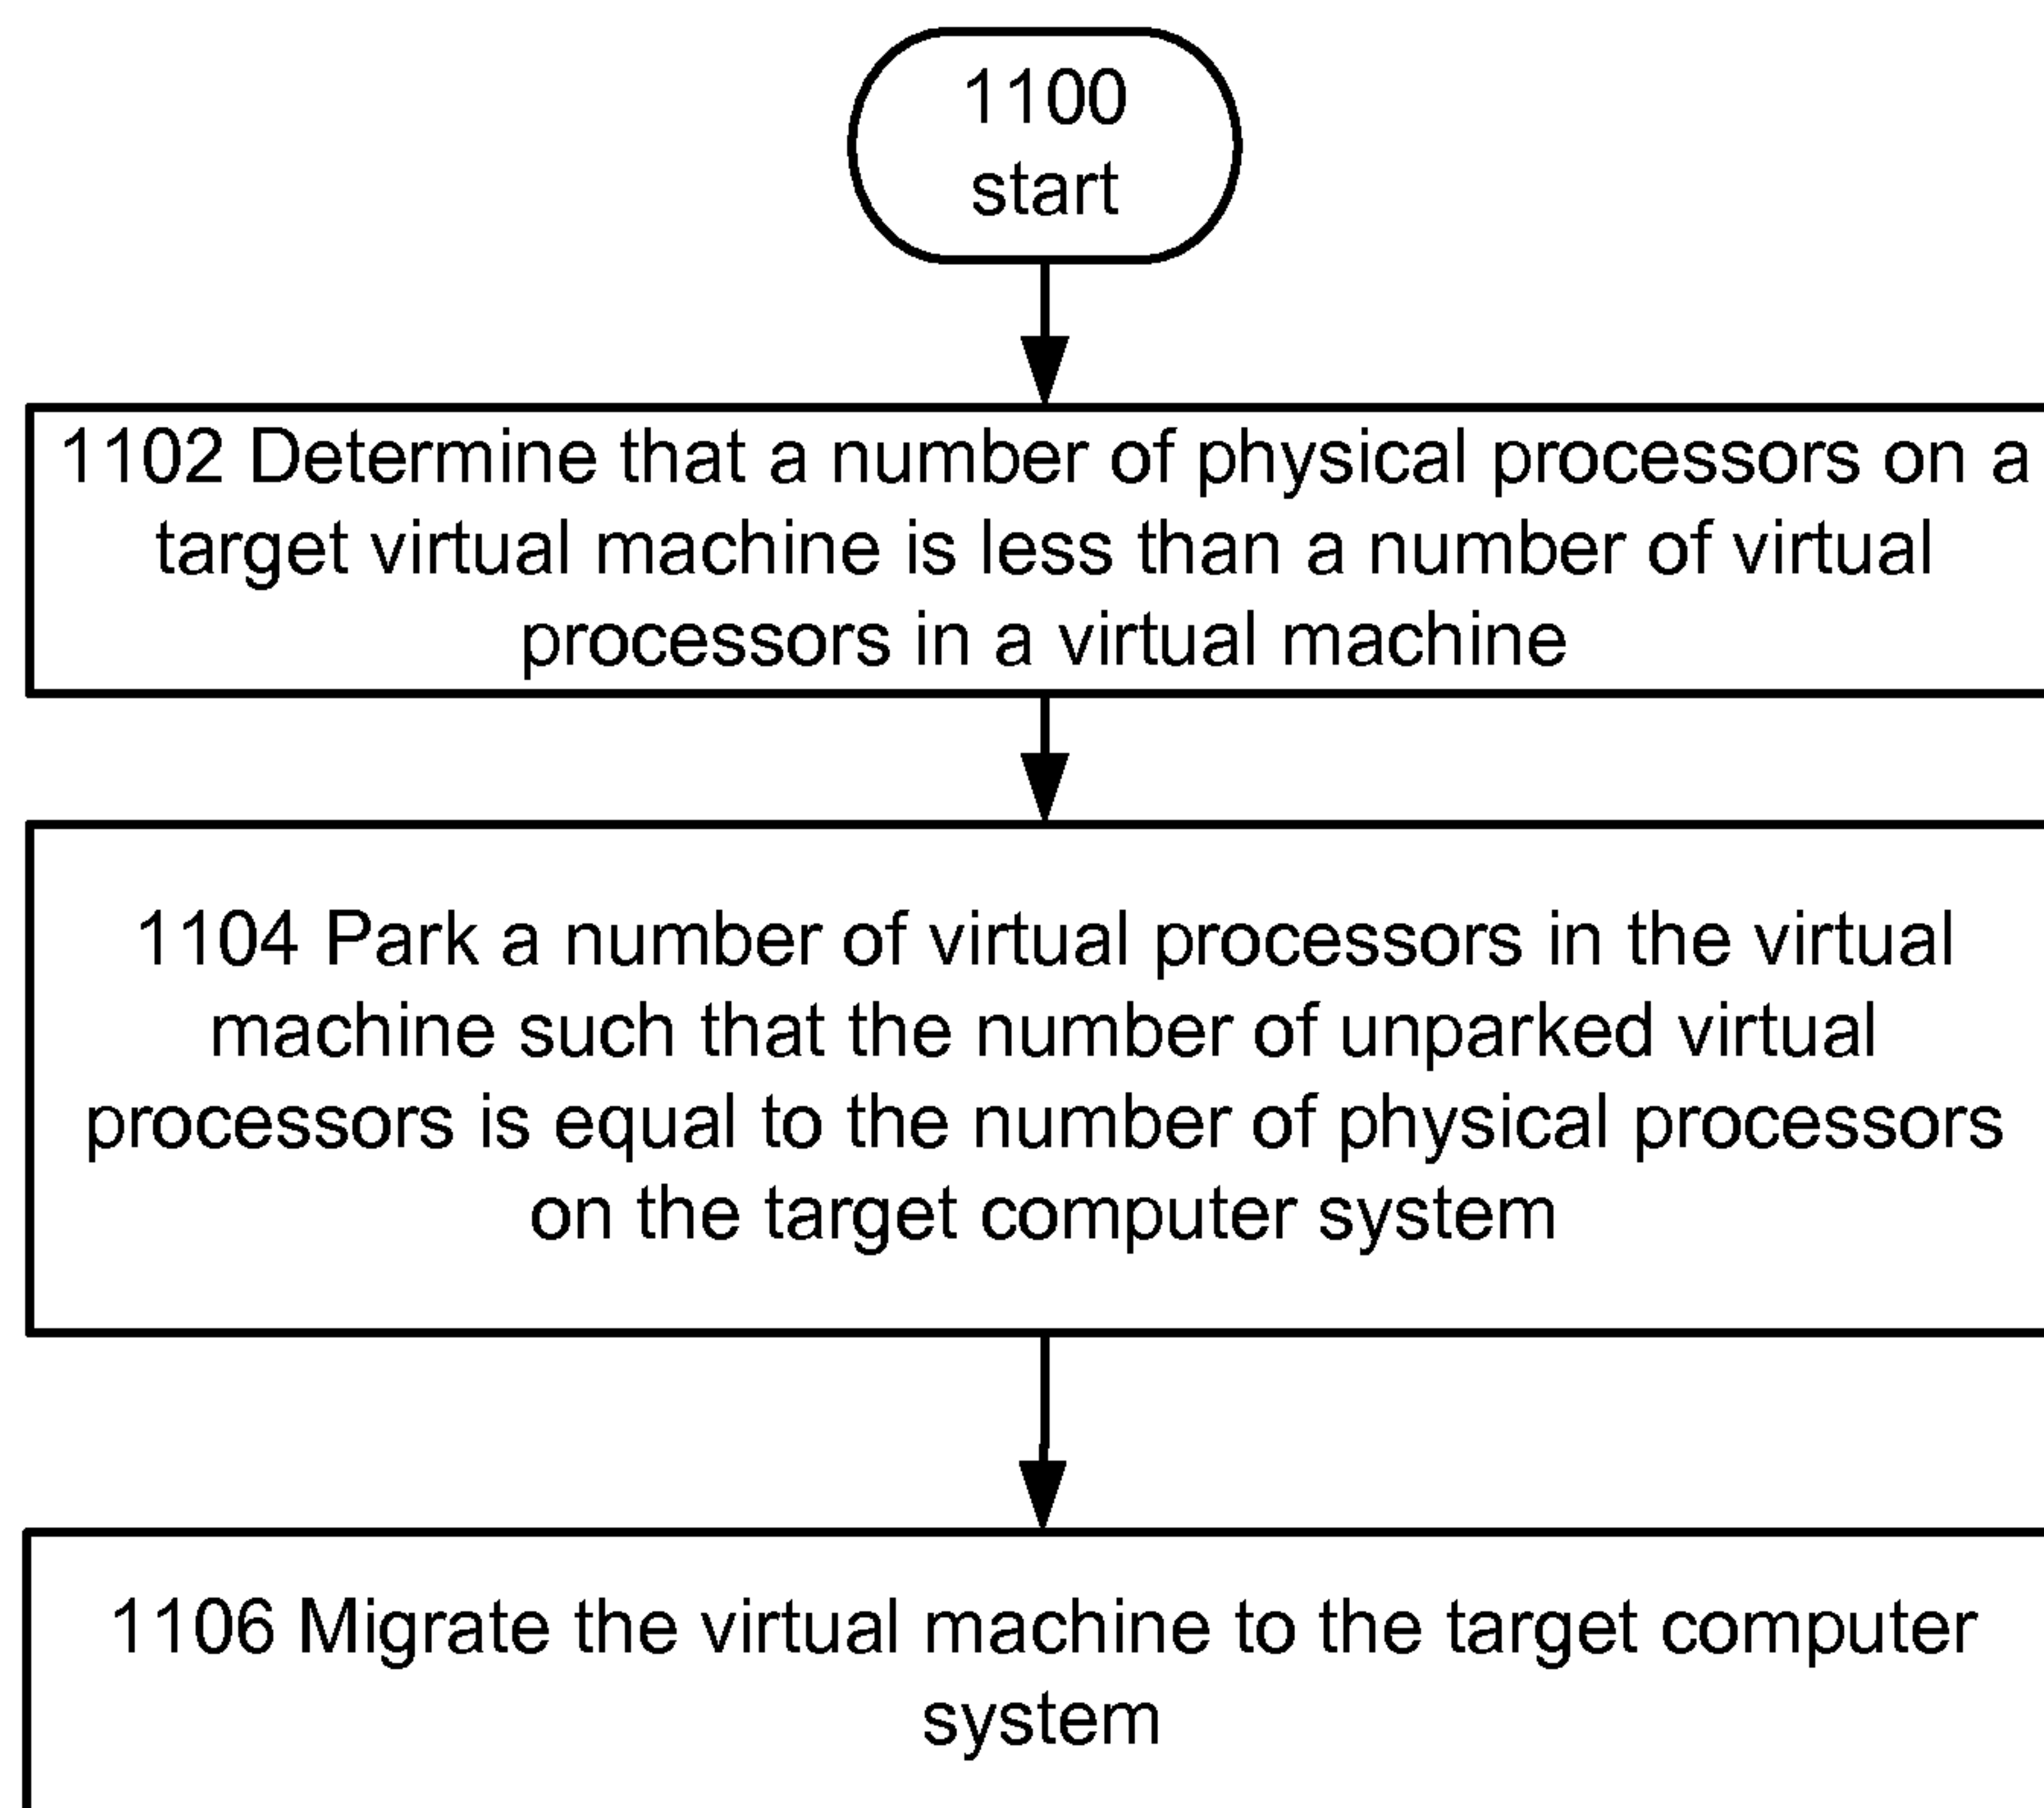 1100
start
1102 Determine that a number of physical processors on a
target virtual machine is less than a number of virtual
processors in a virtual machine
1104 Park a number of virtual processors in the virtual
machine such that the number of unparked virtual
processors is equal to the number of physical processors
on the target computer system
1106 Migrate the virtual machine to the target computer
system